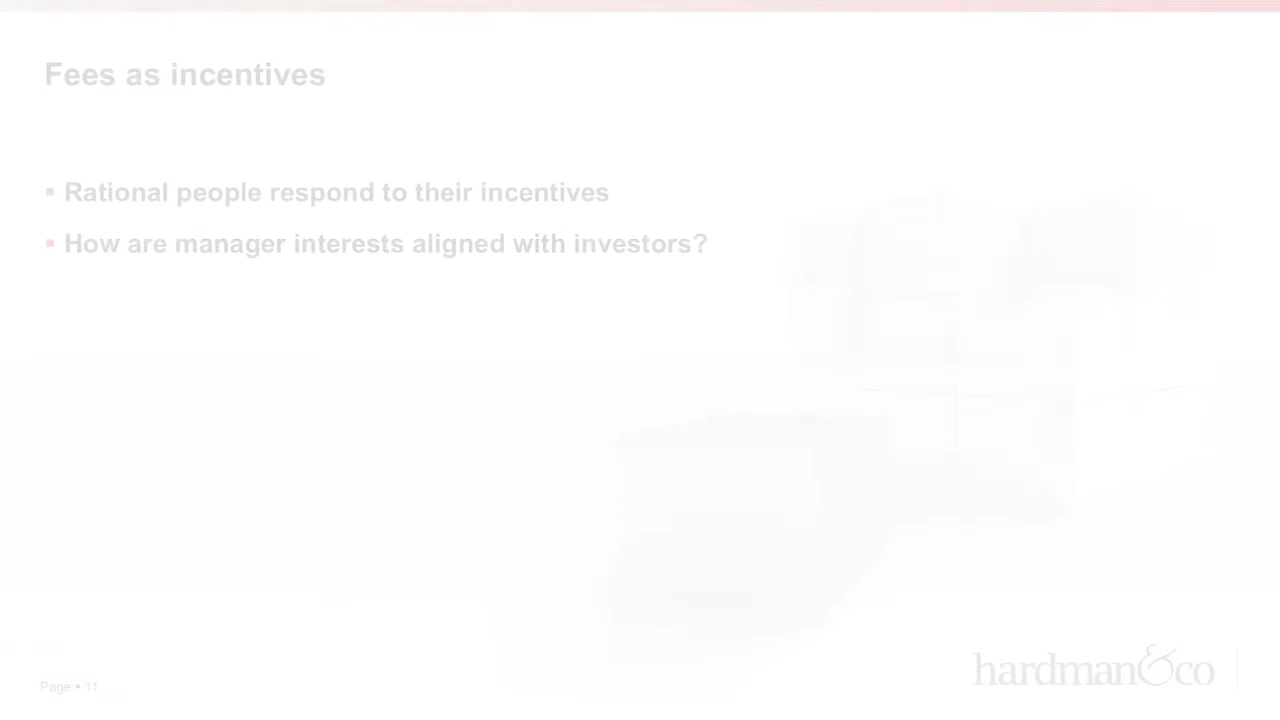 Fees as incentives
▪ Rational people respond to their incentives
▪ How are manager interests aligned with investors?
hardman&co
Page ▪ 11